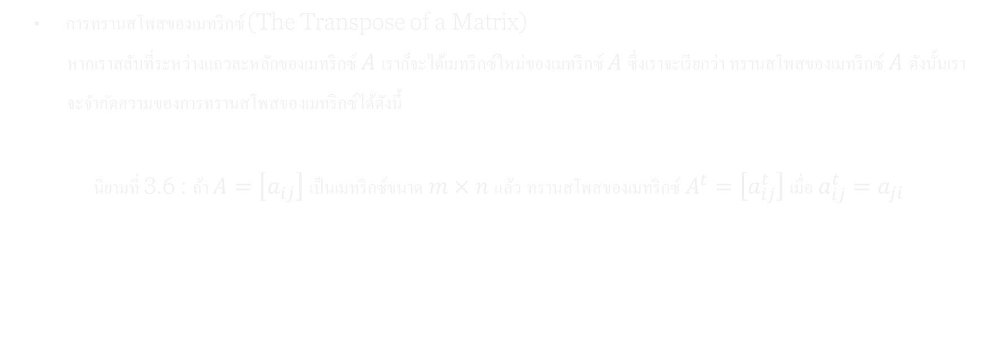 • การทรานสโพสของเมทริกซ์ (The Transpose of a Matrix)
หากเราสลับที่ระหว่างแถวละหลักของเมทริกซ์ A เราก็จะได้เมทริกซ์ใหม่ของเมทริกซ์ A ซึ่งเราจะเรียกว่า ทรานสโพสของเมทริกซ์ A ดังนั้นเรา
จะจำกัดความของการทรานสโพสของเมทริกซ์ได้ดังนี้
นิยามที่ 3.6 : ถ้า A = [a_{ij}] เป็นเมทริกซ์ขนาด m × n แล้ว ทรานสโพสของเมทริกซ์ A^t = [a_{ij}^t] เมื่อ a_{ij}^t = a_{ji}